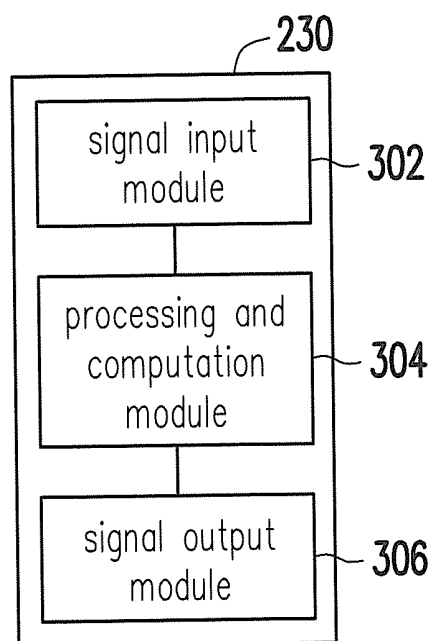 230
signal input
module
302
processing and
computation
module
304
signal output
module
306